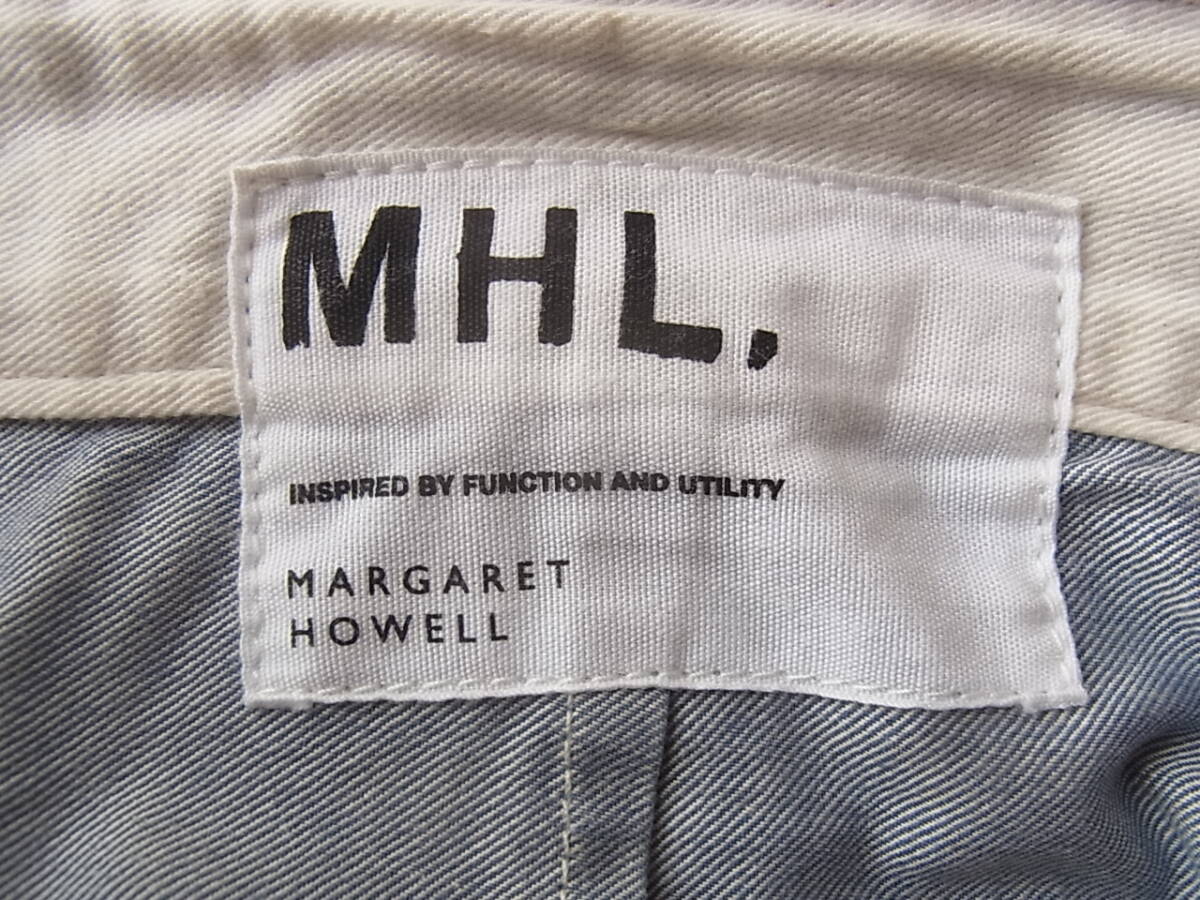 MHL.
INSPIRED BY FUNCTION AND UTILITY
MARGARET
HOWELL